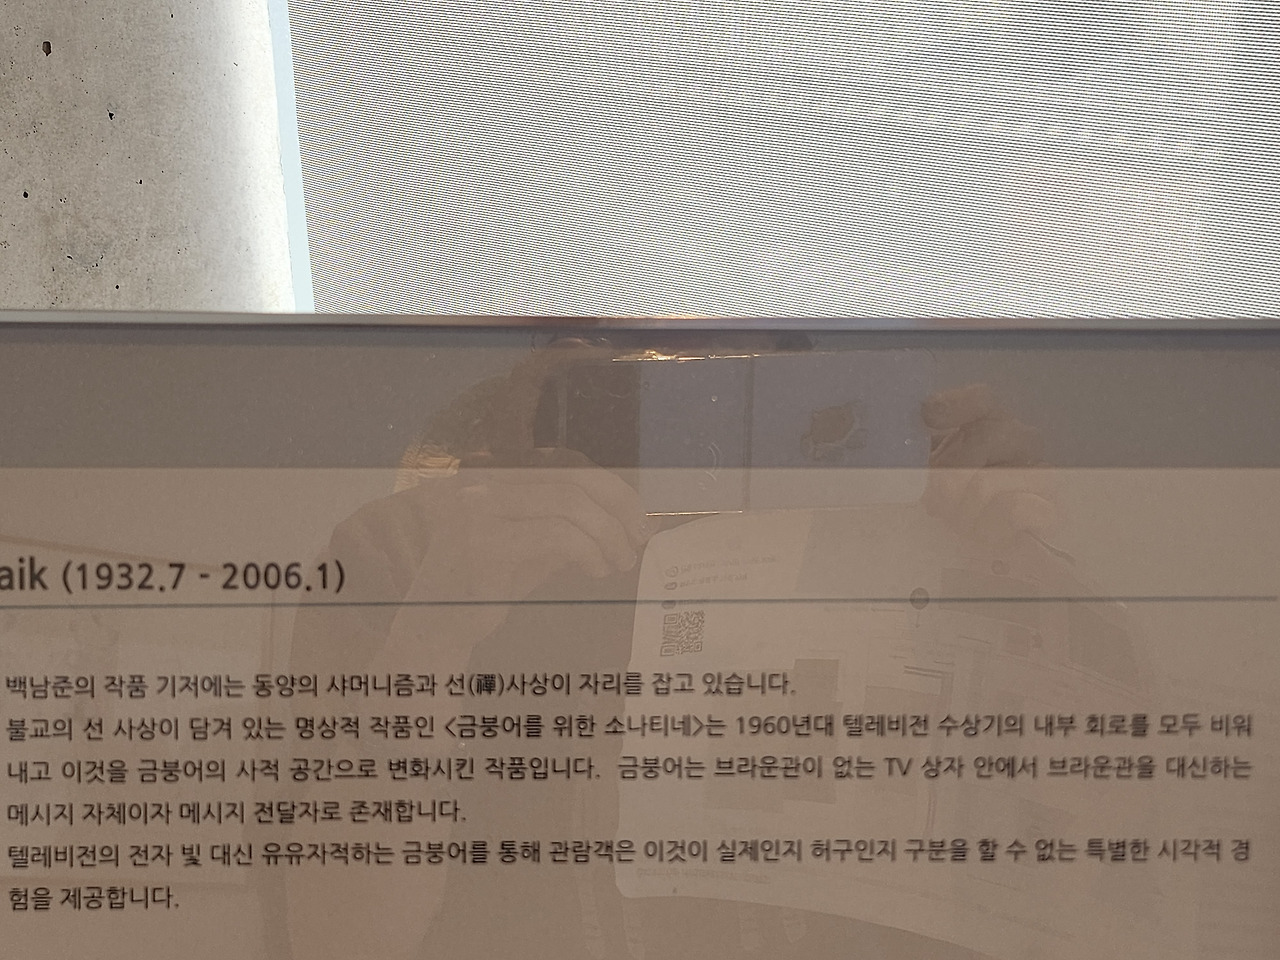 aik (1932.7 - 2006.1)
백남준의 작품 기저에는 동양의 샤머니즘과 선(禪)사상이 자리를 잡고 있습니다.
불교의 선 사상이 담겨 있는 명상적 작품인 <금붕어를 위한 소나티네>는 1960년대 텔레비전 수상기의 내부 회로를 모두 비워
내고 이것을 금붕어의 사적 공간으로 변화시킨 작품입니다. 금붕어는 브라운관이 없는 TV 상자 안에서 브라운관을 대신하는
메시지 자체이자 메시지 전달자로 존재합니다.
텔레비전의 전자 빛 대신 유유자적하는 금붕어를 통해 관람객은 이것이 실제인지 허구인지 구분을 할 수 없는 특별한 시각적 경
험을 제공합니다.